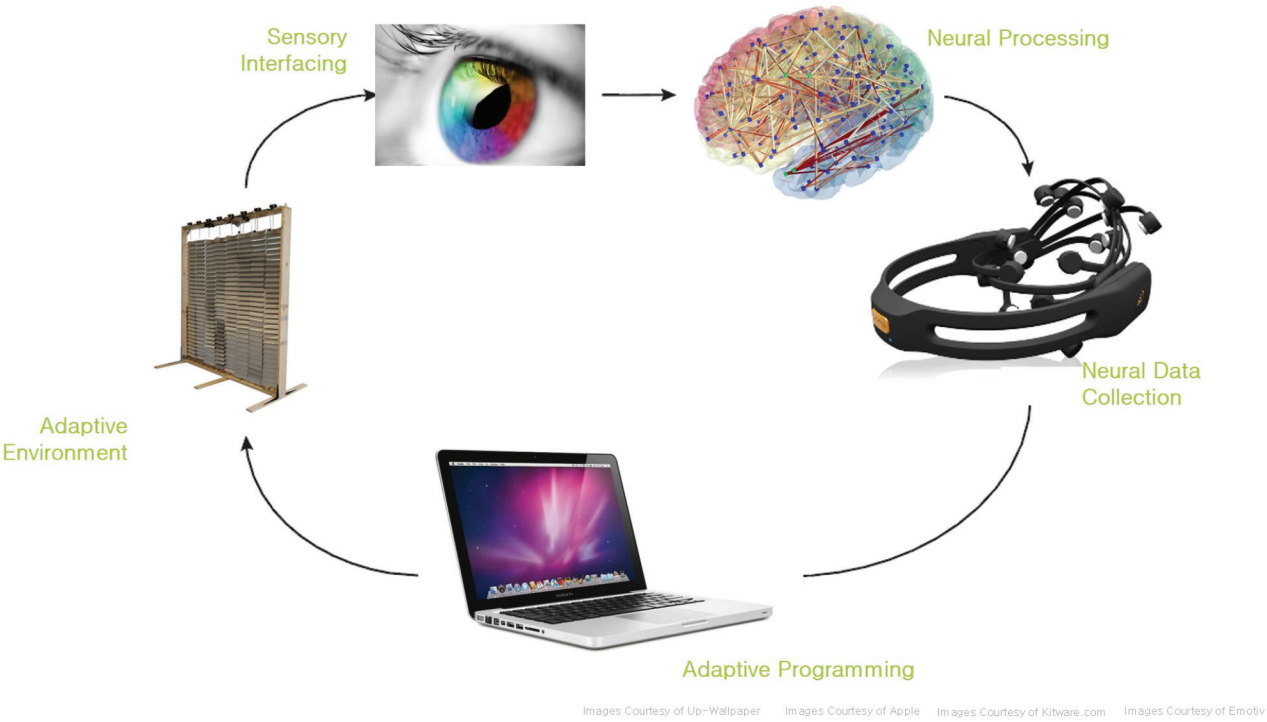 Sensory
Interfacing
Neural Processing
Neural Data
Collection
Adaptive
Environment
Adaptive Programming
Images Courtesy of Up-Wallpaper
Images Courtesy of Apple
Images Courtesy of Kitware.com
Images Courtesy of Emotiv